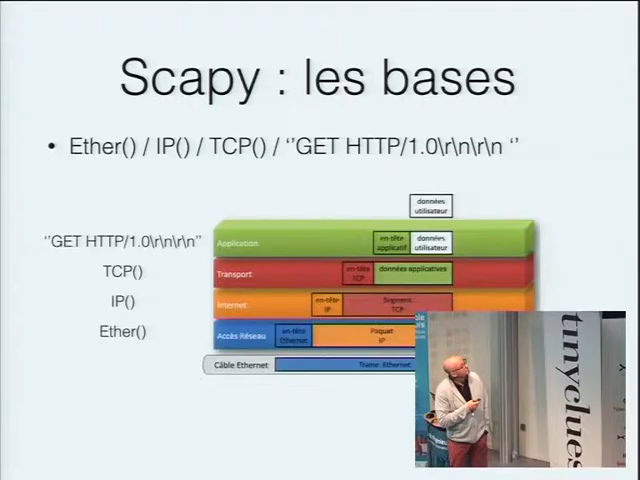 Scapy : les bases
• Ether() / IP() / TCP() / ‘’GET HTTP/1.0\r\n\r\n ‘’
données
utilisateur
‘’GET HTTP/1.0\r\n\r\n’’
Application
en-tête
applicatif
données
utilisateur
TCP()
Transport
en-tête
TCP
données applicatives
IP()
Internet
en-tête
IP
Segment
TCP
Ether()
Accès Réseau
en-tête
Ethernet
Paquet
IP
Câble Ethernet
Trame Ethernet
tinyclues